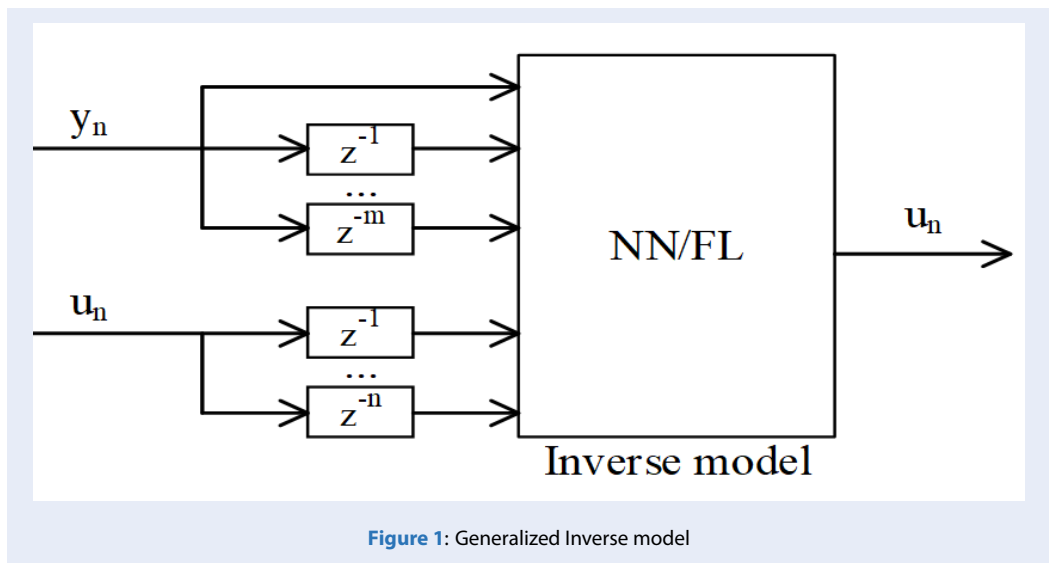 yₙ
z⁻¹
...
z⁻ᵐ
uₙ
z⁻¹
...
z⁻ⁿ
NN/FL
uₙ
Inverse model
Figure 1: Generalized Inverse model